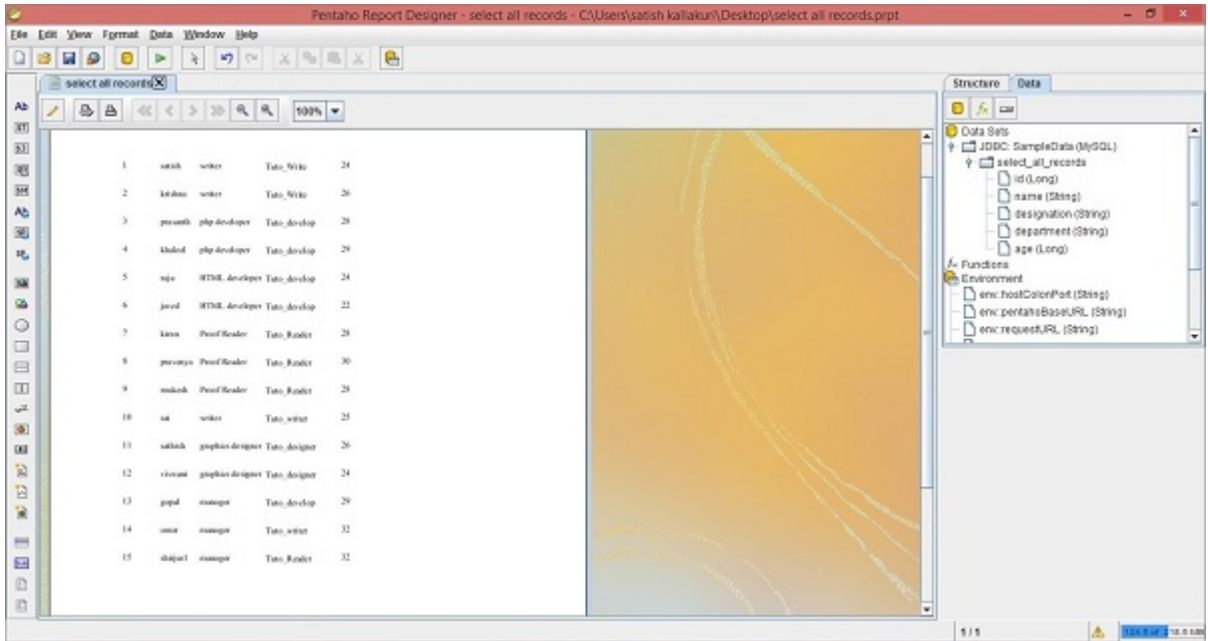 Pentaho Report Designer - select all records - C:\Users\satish kallakuri\Desktop\select all records.prpt
File Edit View Format Data Window Help
select all records
100%
Structure Data
Data Sets
JDBC: SampleData (MySQL)
select_all_records
id (Long)
name (String)
designation (String)
department (String)
age (Long)
Functions
Environment
env:hostColonPort (String)
env:pentahoBaseURL (String)
env:requestURL (String)
1 satish writer Tuto_Write 24
2 krishna writer Tuto_Write 26
3 prasanth php developer Tuto_develop 28
4 khaled php developer Tuto_develop 29
5 raju HTML developer Tuto_develop 24
6 javed HTML developer Tuto_develop 22
7 kiran Proof Reader Tuto_Reader 28
8 Proof Reader Tuto_Reader 30
9 mukesh Proof Reader Tuto_Reader 28
10 sai writer Tuto_writer 25
11 sathish graphics designer Tuto_designer 26
12 graphics designer Tuto_designer 24
13 gopal manager Tuto_develop 29
14 omar manager Tuto_writer 32
15 manager Tuto_Reader 32
1 / 1